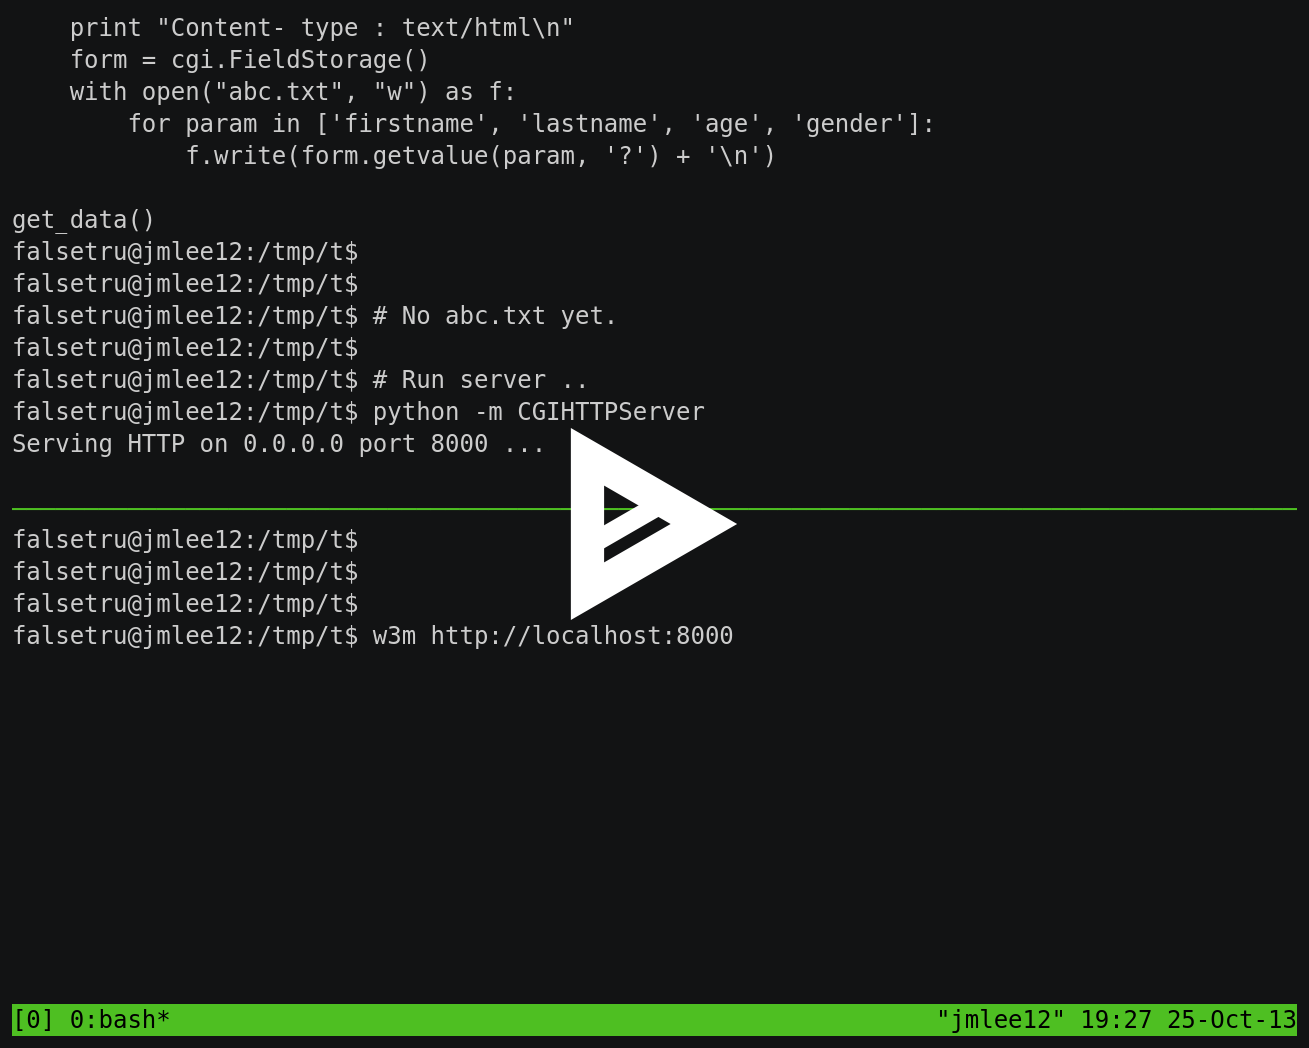 print "Content- type : text/html\n"
    form = cgi.FieldStorage()
    with open("abc.txt", "w") as f:
        for param in ['firstname', 'lastname', 'age', 'gender']:
            f.write(form.getvalue(param, '?') + '\n')

get_data()
falsetru@jmlee12:/tmp/t$
falsetru@jmlee12:/tmp/t$
falsetru@jmlee12:/tmp/t$ # No abc.txt yet.
falsetru@jmlee12:/tmp/t$
falsetru@jmlee12:/tmp/t$ # Run server ..
falsetru@jmlee12:/tmp/t$ python -m CGIHTTPServer
Serving HTTP on 0.0.0.0 port 8000 ...
falsetru@jmlee12:/tmp/t$
falsetru@jmlee12:/tmp/t$
falsetru@jmlee12:/tmp/t$
falsetru@jmlee12:/tmp/t$ w3m http://localhost:8000
[0] 0:bash* "jmlee12" 19:27 25-Oct-13